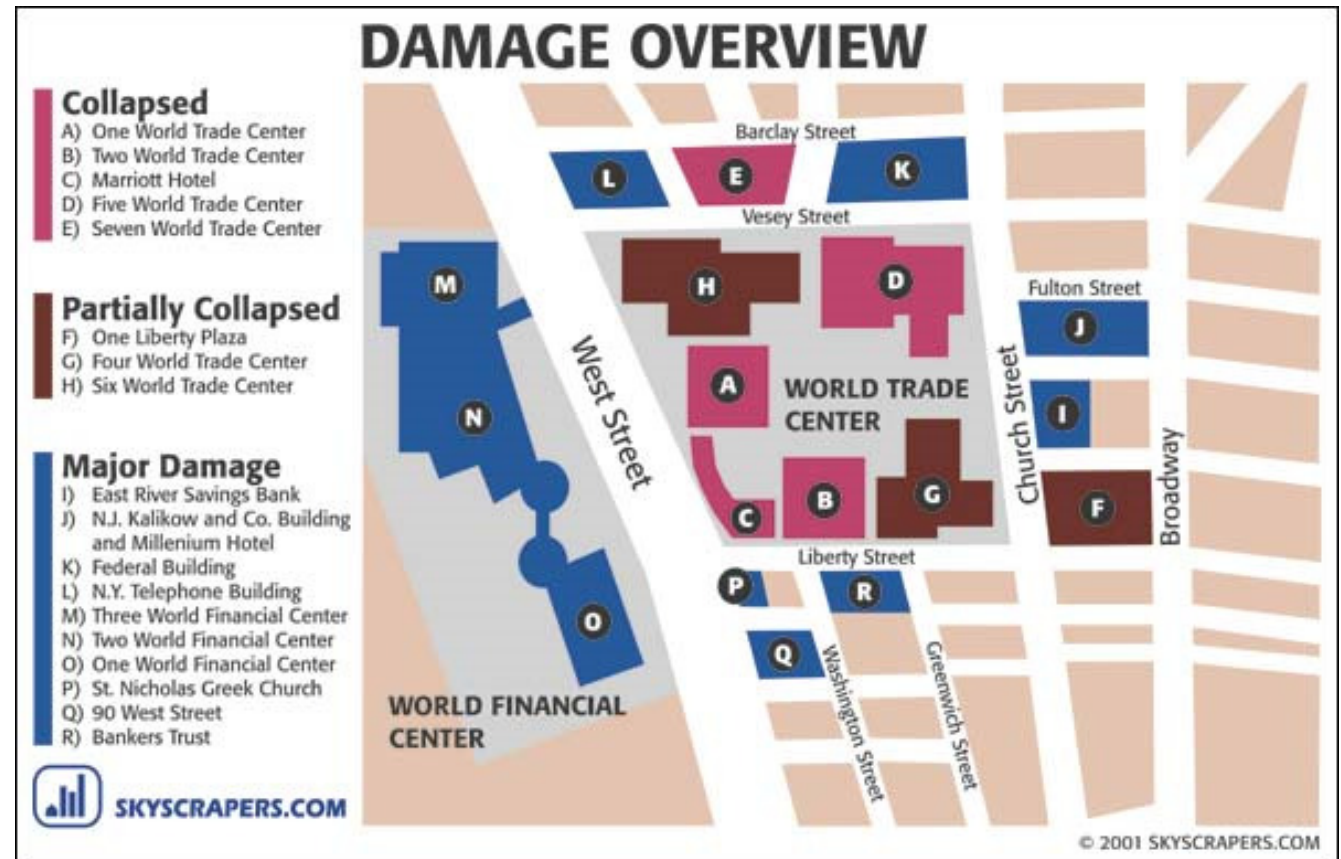 DAMAGE OVERVIEW
Collapsed
A) One World Trade Center
B) Two World Trade Center
C) Marriott Hotel
D) Five World Trade Center
E) Seven World Trade Center
Partially Collapsed
F) One Liberty Plaza
G) Four World Trade Center
H) Six World Trade Center
Major Damage
I) East River Savings Bank
J) N.J. Kalikow and Co. Building
and Millenium Hotel
K) Federal Building
L) N.Y. Telephone Building
M) Three World Financial Center
N) Two World Financial Center
O) One World Financial Center
P) St. Nicholas Greek Church
Q) 90 West Street
R) Bankers Trust
SKYSCRAPERS.COM
Barclay Street
L
E
K
Vesey Street
M
H
D
Fulton Street
J
West Street
A
WORLD TRADE
CENTER
Church Street
I
N
Broadway
C
B
G
F
Liberty Street
P
R
O
Q
Washington Street
Greenwich Street
WORLD FINANCIAL
CENTER
© 2001 SKYSCRAPERS.COM